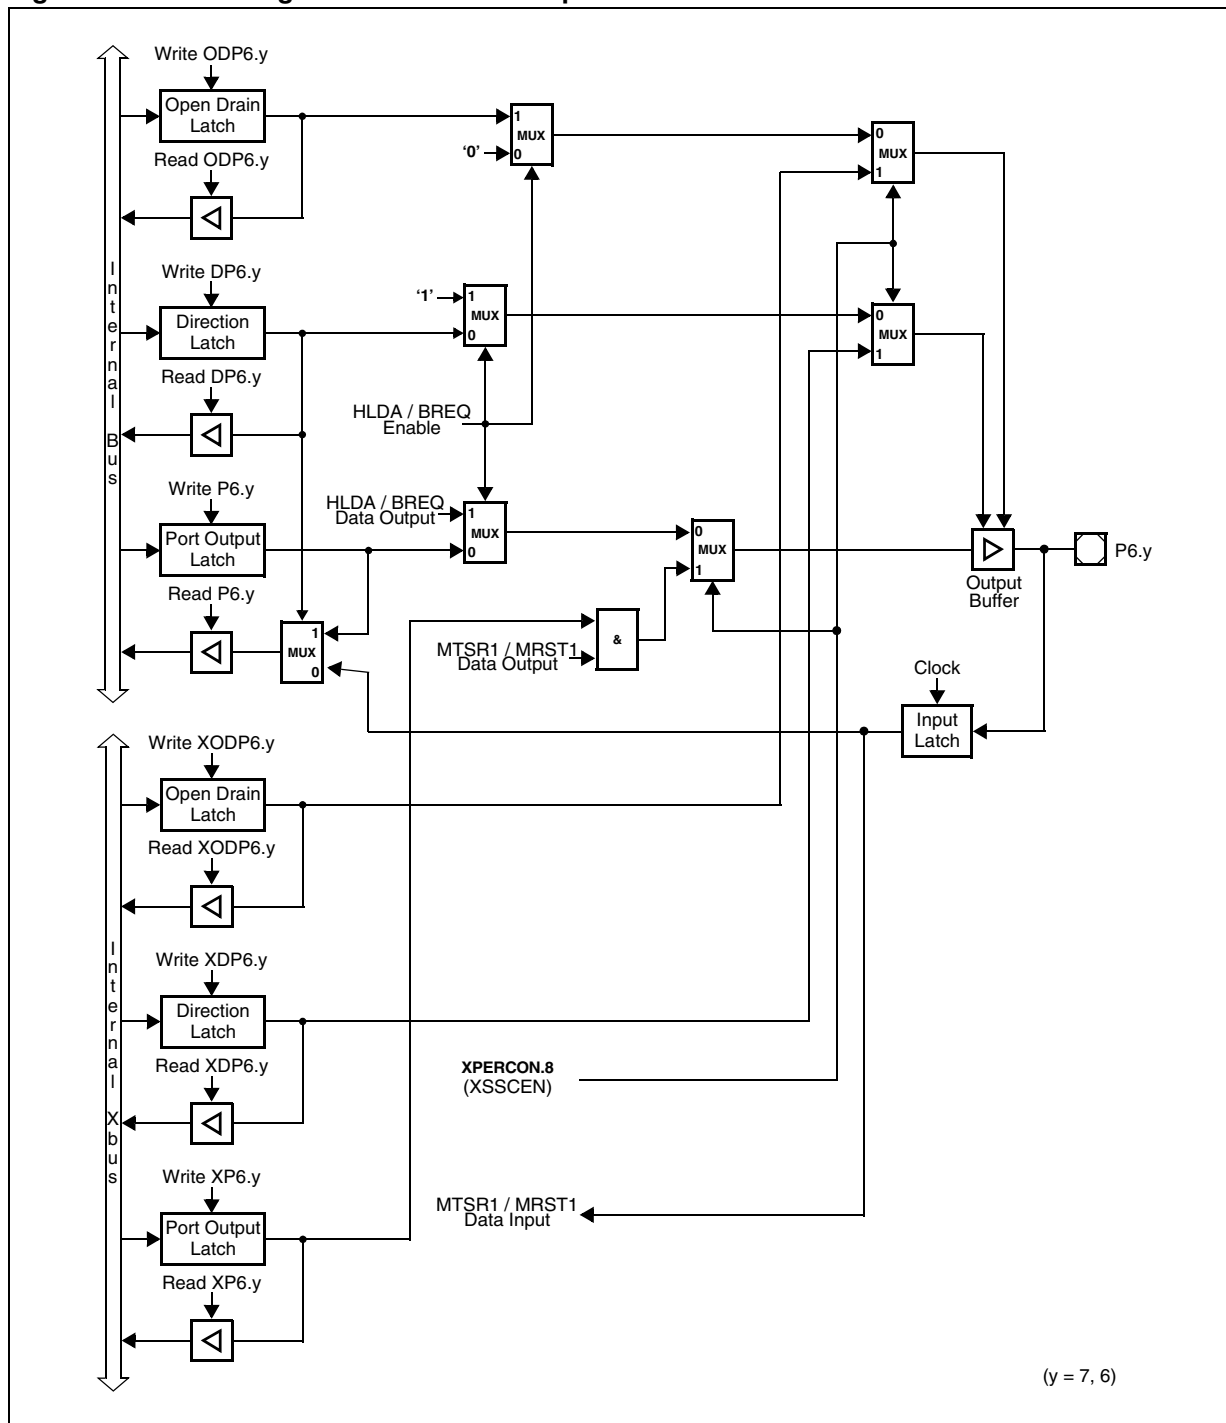 Write ODP6.y
Open Drain
Latch
Read ODP6.y
1
MUX
'0'
0
0
MUX
1
Internal Bus
Write DP6.y
Direction
Latch
Read DP6.y
'1'
1
MUX
0
0
MUX
1
HLDA / BREQ
Enable
Write P6.y
Port Output
Latch
Read P6.y
HLDA / BREQ
Data Output
1
MUX
0
0
MUX
1
Output
Buffer
P6.y
1
MUX
0
MTSR1 / MRST1
Data Output
&
Clock
Input
Latch
Write XODP6.y
Open Drain
Latch
Read XODP6.y
Internal Xbus
Write XDP6.y
Direction
Latch
Read XDP6.y
XPERCON.8
(XSSCEN)
Write XP6.y
Port Output
Latch
Read XP6.y
MTSR1 / MRST1
Data Input
(y = 7, 6)